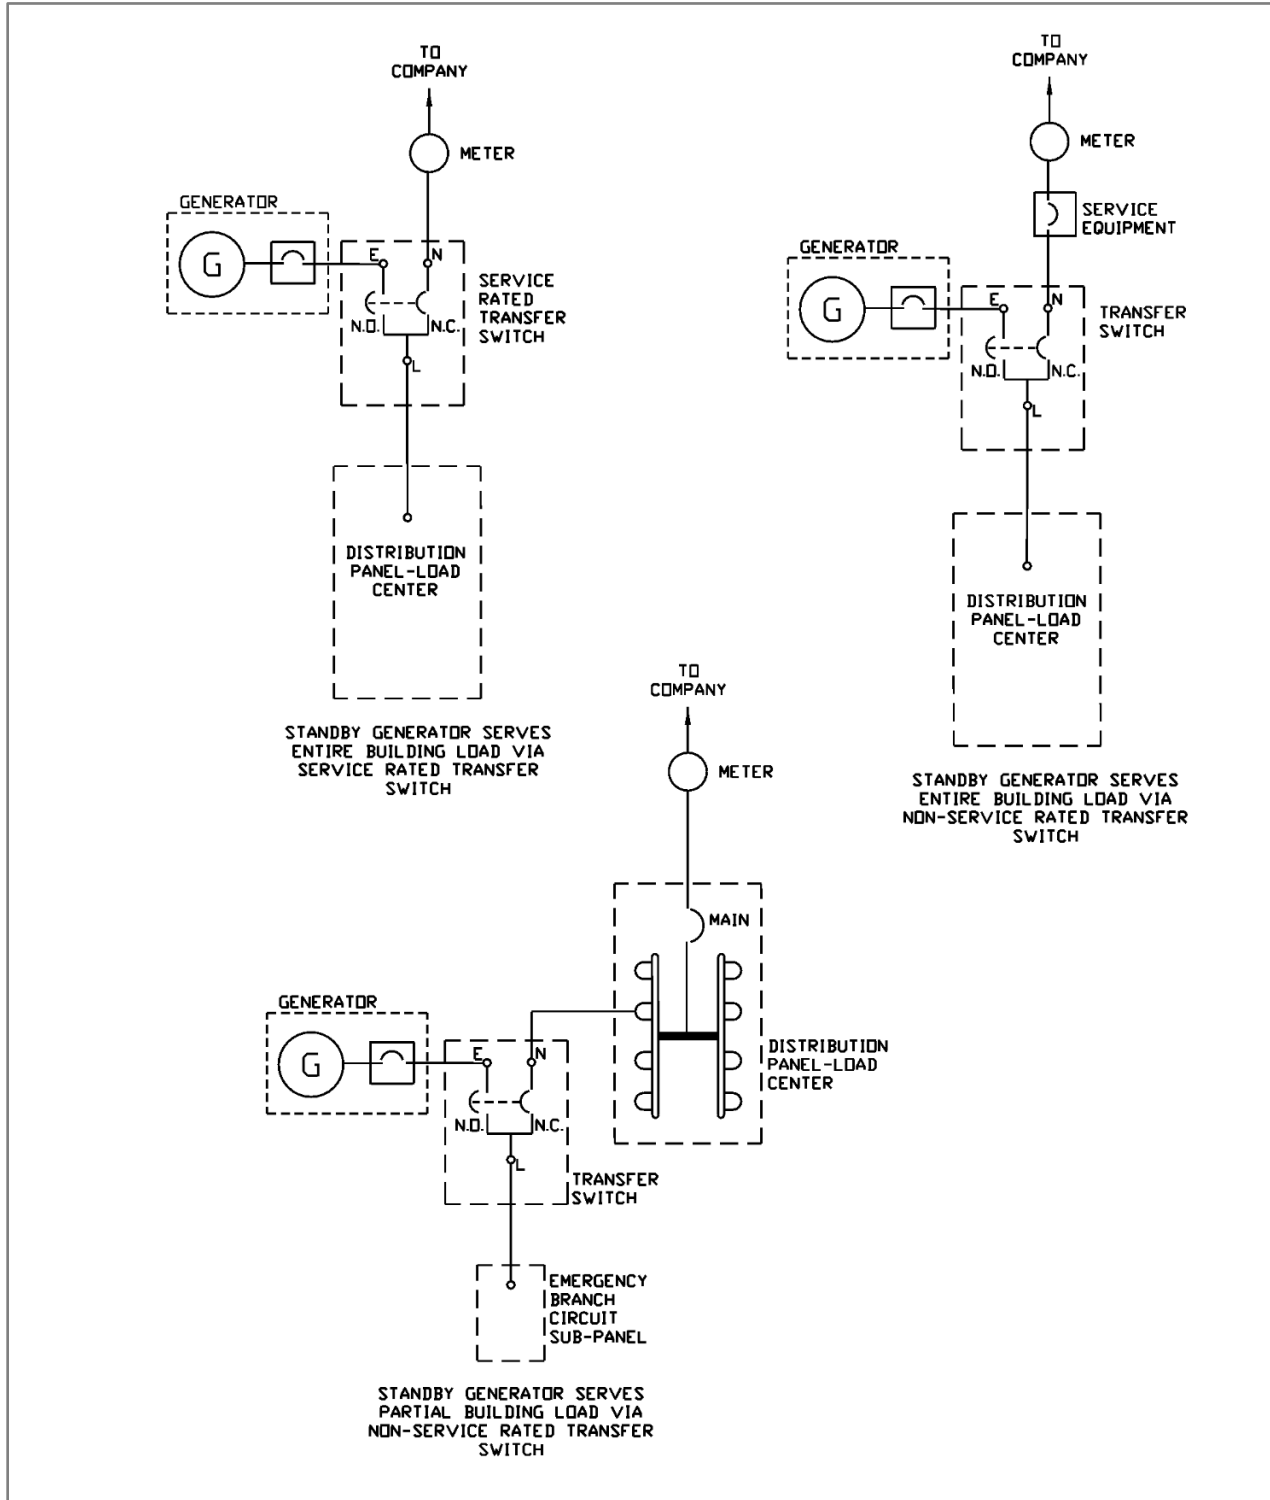 TO
COMPANY
METER
GENERATOR
G
E
N
N.O.
N.C.
L
SERVICE
RATED
TRANSFER
SWITCH
DISTRIBUTION
PANEL-LOAD
CENTER
STANDBY GENERATOR SERVES
ENTIRE BUILDING LOAD VIA
SERVICE RATED TRANSFER
SWITCH
TO
COMPANY
METER
SERVICE
EQUIPMENT
GENERATOR
G
E
N
N.O.
N.C.
L
TRANSFER
SWITCH
DISTRIBUTION
PANEL-LOAD
CENTER
STANDBY GENERATOR SERVES
ENTIRE BUILDING LOAD VIA
NON-SERVICE RATED TRANSFER
SWITCH
TO
COMPANY
METER
MAIN
DISTRIBUTION
PANEL-LOAD
CENTER
GENERATOR
G
E
N
N.O.
N.C.
L
TRANSFER
SWITCH
EMERGENCY
BRANCH
CIRCUIT
SUB-PANEL
STANDBY GENERATOR SERVES
PARTIAL BUILDING LOAD VIA
NON-SERVICE RATED TRANSFER
SWITCH